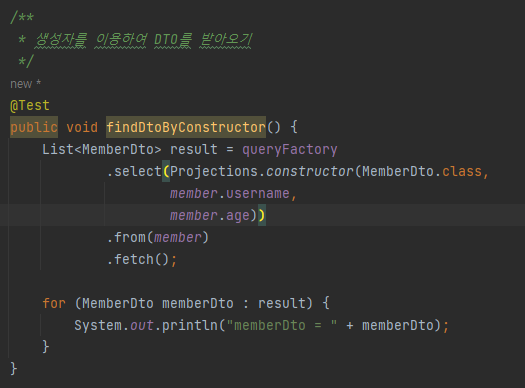 /**
 * 생성자를 이용하여 DTO를 받아오기
 */
new *
@Test
public void findDtoByConstructor() {
    List<MemberDto> result = queryFactory
            .select(Projections.constructor(MemberDto.class,
                    member.username,
                    member.age))
            .from(member)
            .fetch();

    for (MemberDto memberDto : result) {
        System.out.println("memberDto = " + memberDto);
    }
}